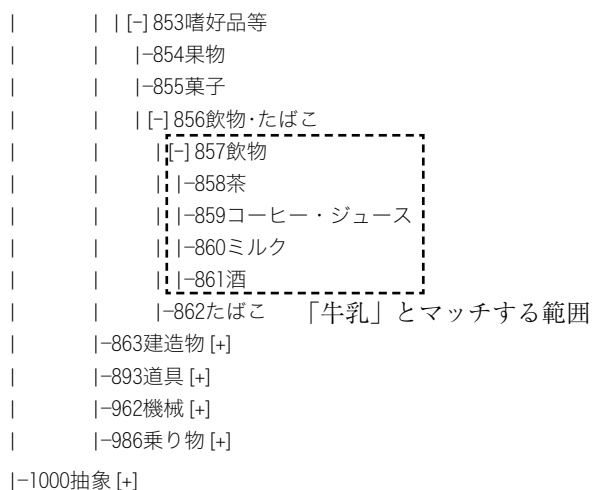 | | | [-] 853嗜好品等
| | |-854果物
| | |-855菓子
| | | [-] 856飲物・たばこ
| | | [-] 857飲物
| | | |-858茶
| | | |-859コーヒー・ジュース
| | | |-860ミルク
| | | |-861酒
| | |-862たばこ 「牛乳」とマッチする範囲
| |-863建造物 [+]
| |-893道具 [+]
| |-962機械 [+]
| |-986乗り物 [+]
|-1000抽象 [+]